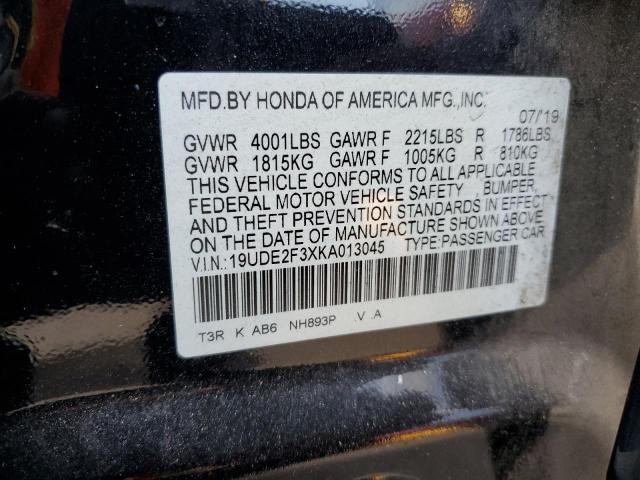 MFD.BY HONDA OF AMERICA MFG.,INC.
07/'19
GVWR 4001LBS GAWR F 2215LBS R 1786LBS
GVWR 1815KG GAWR F 1005KG R 810KG
THIS VEHICLE CONFORMS TO ALL APPLICABLE
FEDERAL MOTOR VEHICLE SAFETY, BUMPER,
AND THEFT PREVENTION STANDARDS IN EFFECT
ON THE DATE OF MANUFACTURE SHOWN ABOVE.
V.I.N.: 19UDE2F3XKA013045 TYPE:PASSENGER CAR
T3R K AB6 NH893P .V .A